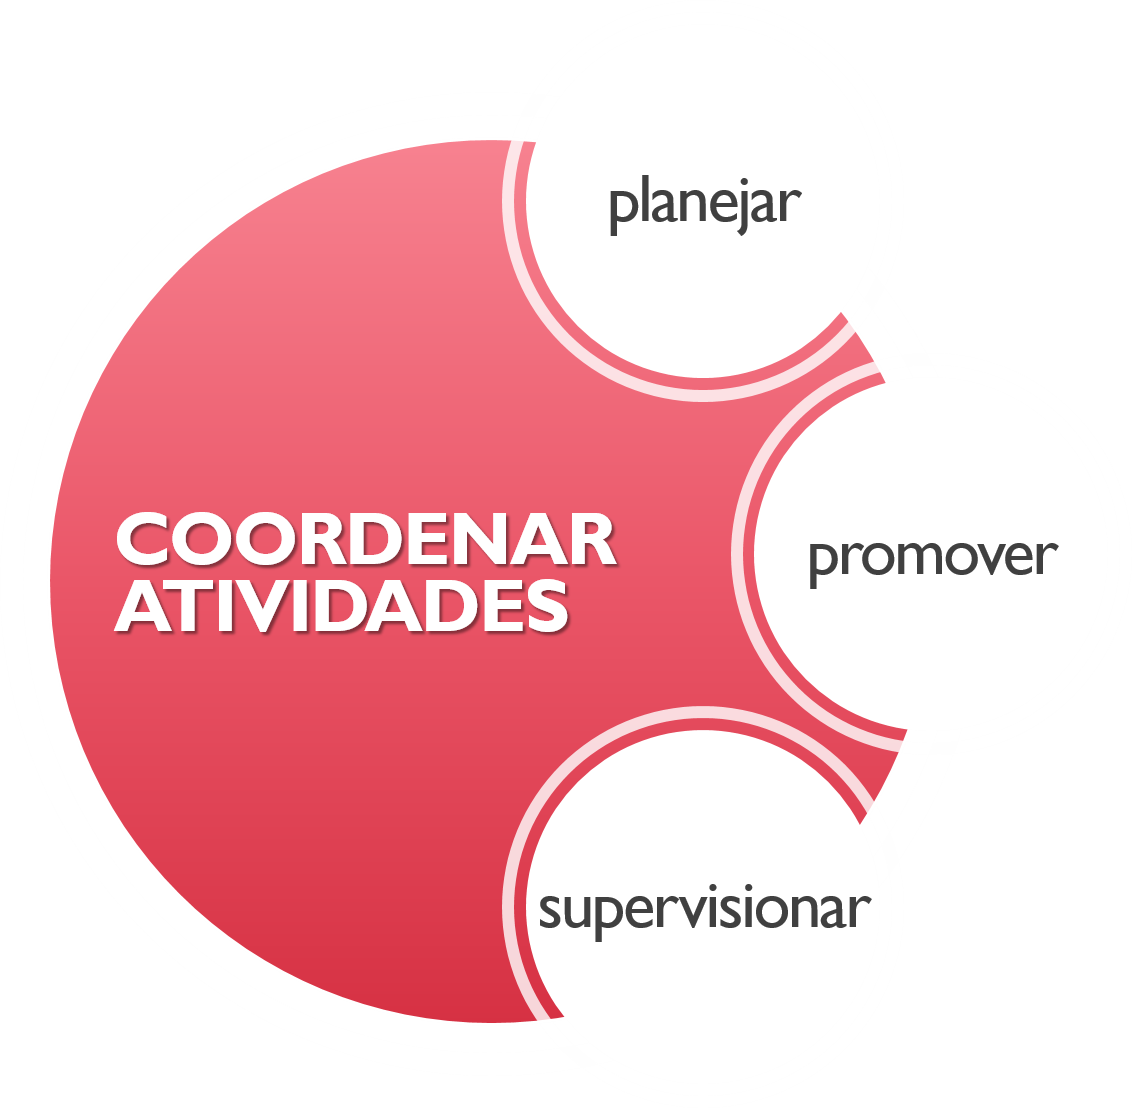 planejar
COORDENAR
ATIVIDADES
promover
supervisionar